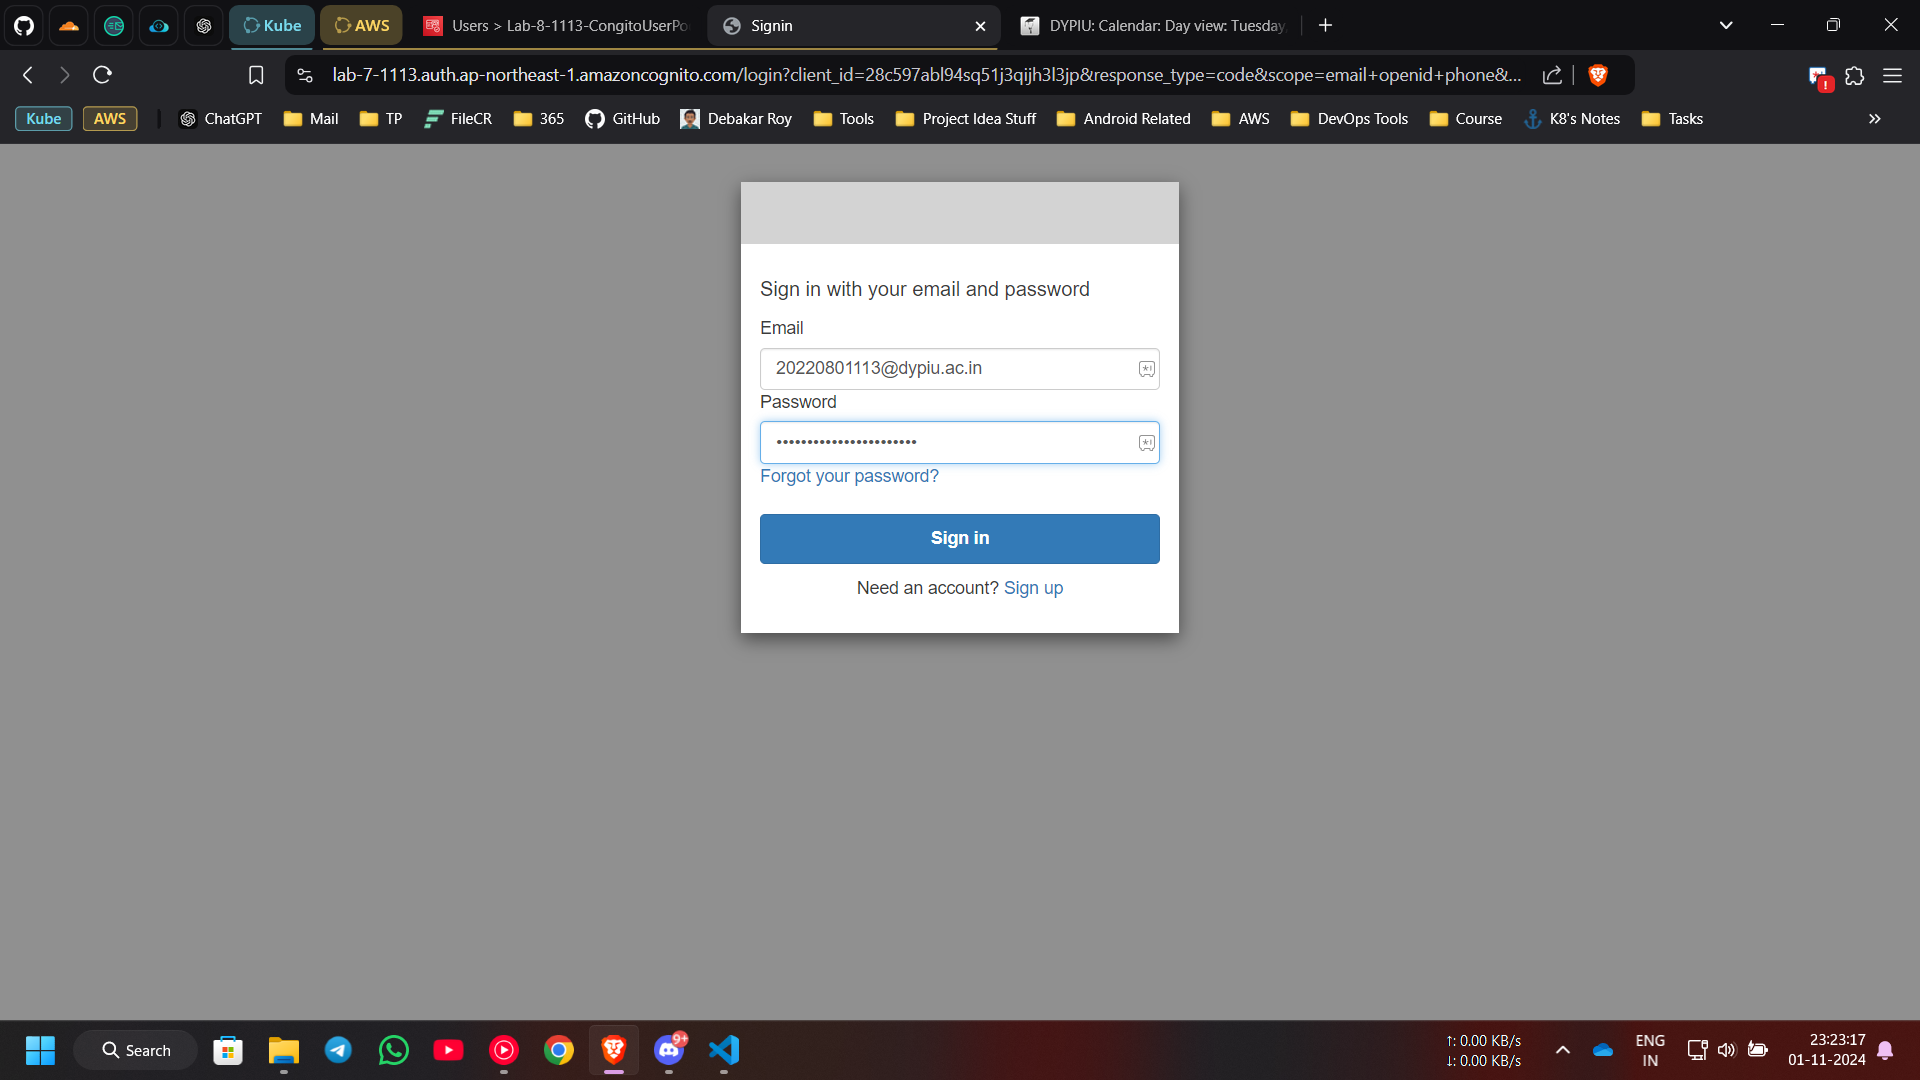 Kube
AWS
Users > Lab-8-1113-CongitoUserPo
Signin
DYPIU: Calendar: Day view: Tuesday,
lab-7-1113.auth.ap-northeast-1.amazoncognito.com/login?client_id=28c597abl94sq51j3qijh3l3jp&response_type=code&scope=email+openid+phone&...
Kube
AWS
ChatGPT
Mail
TP
FileCR
365
GitHub
Debakar Roy
Tools
Project Idea Stuff
Android Related
AWS
DevOps Tools
Course
K8's Notes
Tasks
Sign in with your email and password
Email
20220801113@dypiu.ac.in
Password
Forgot your password?
Sign in
Need an account? Sign up
Search
9+
↑: 0.00 KB/s
↓: 0.00 KB/s
ENG
IN
23:23:17
01-11-2024